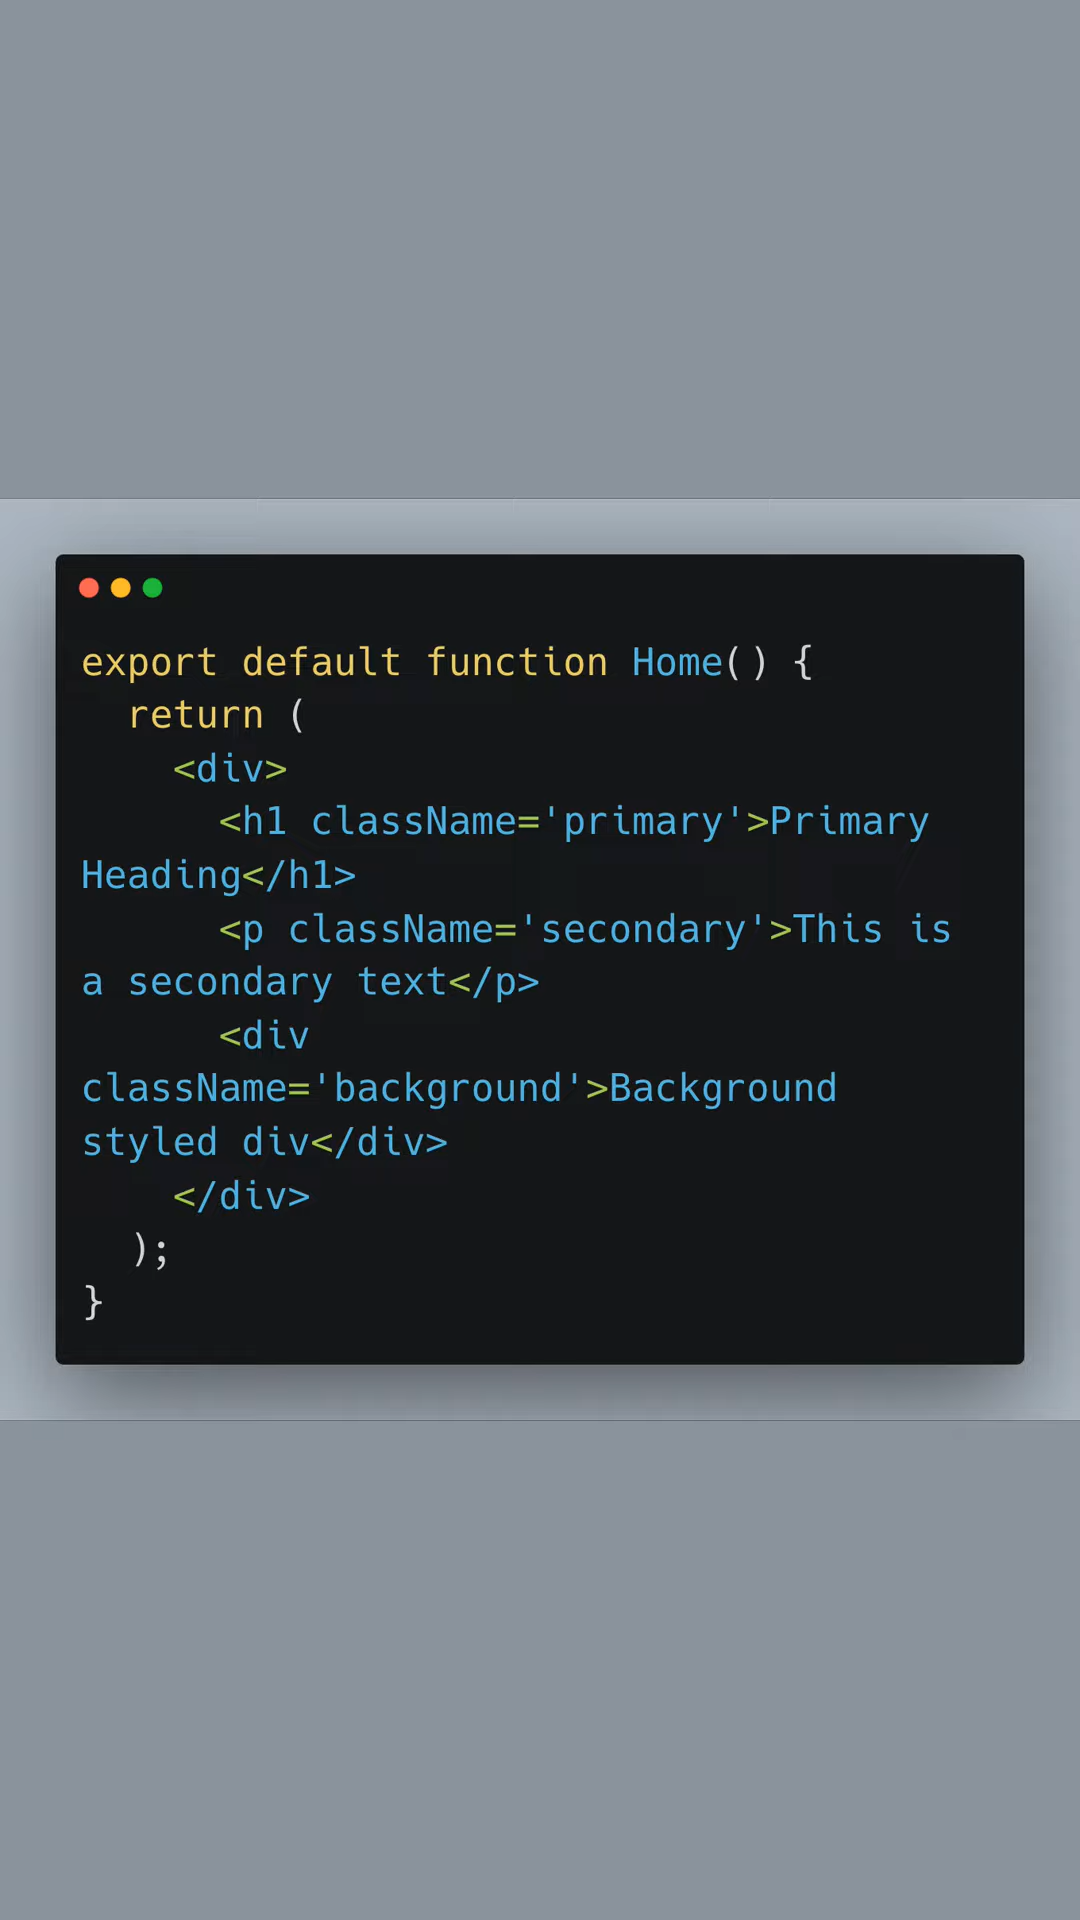 export default function Home() {
  return (
    <div>
      <h1 className='primary'>Primary
Heading</h1>
      <p className='secondary'>This is
a secondary text</p>
      <div
className='background'>Background
styled div</div>
    </div>
  );
}